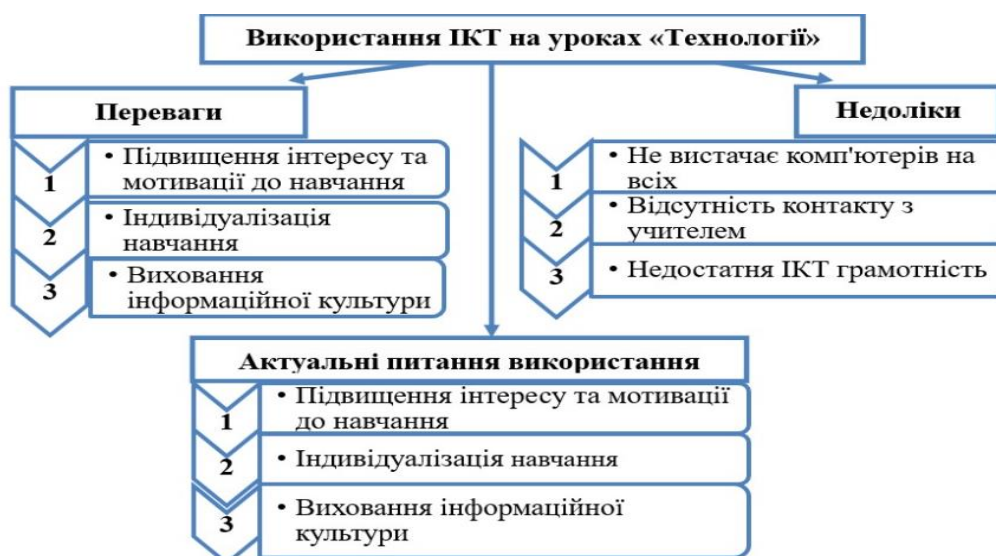 Використання ІКТ на уроках «Технології»
Переваги
1
• Підвищення інтересу та
мотивації до навчання
2
• Індивідуалізація
навчання
3
• Виховання
інформаційної культури
Недоліки
1
• Не вистачає комп'ютерів на
всіх
2
• Відсутність контакту з
учителем
3
• Недостатня ІКТ грамотність
Актуальні питання використання
1
• Підвищення інтересу та мотивації
до навчання
2
• Індивідуалізація навчання
3
• Виховання інформаційної
культури